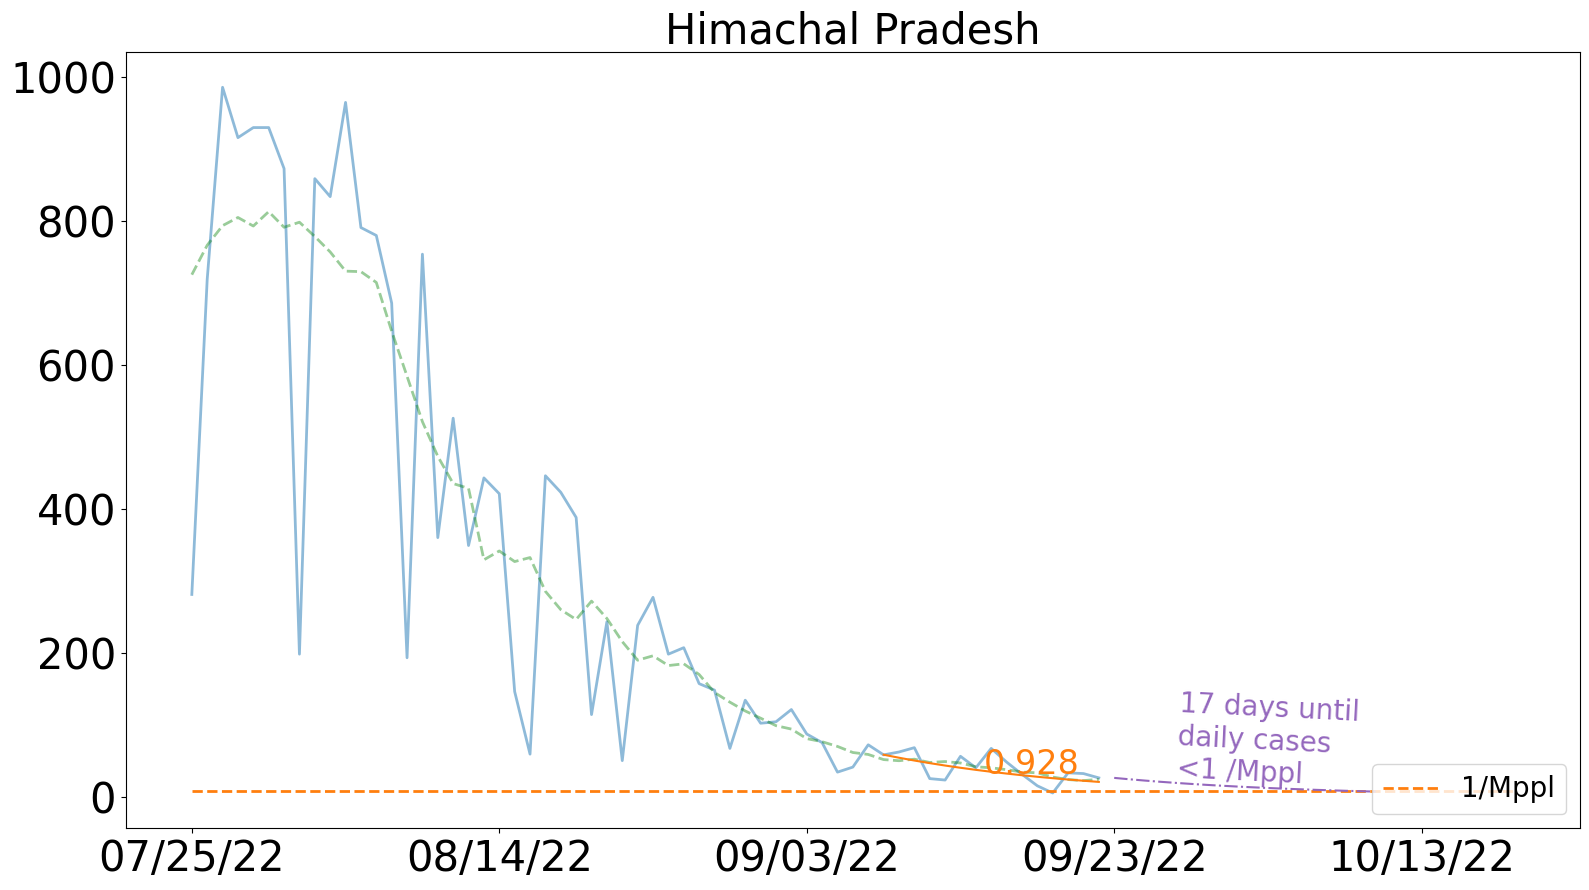 Himachal Pradesh
1000
800
600
400
200
0
0.928
17 days until
daily cases
<1 /Mppl
1/Mppl
07/25/22
08/14/22
09/03/22
09/23/22
10/13/22